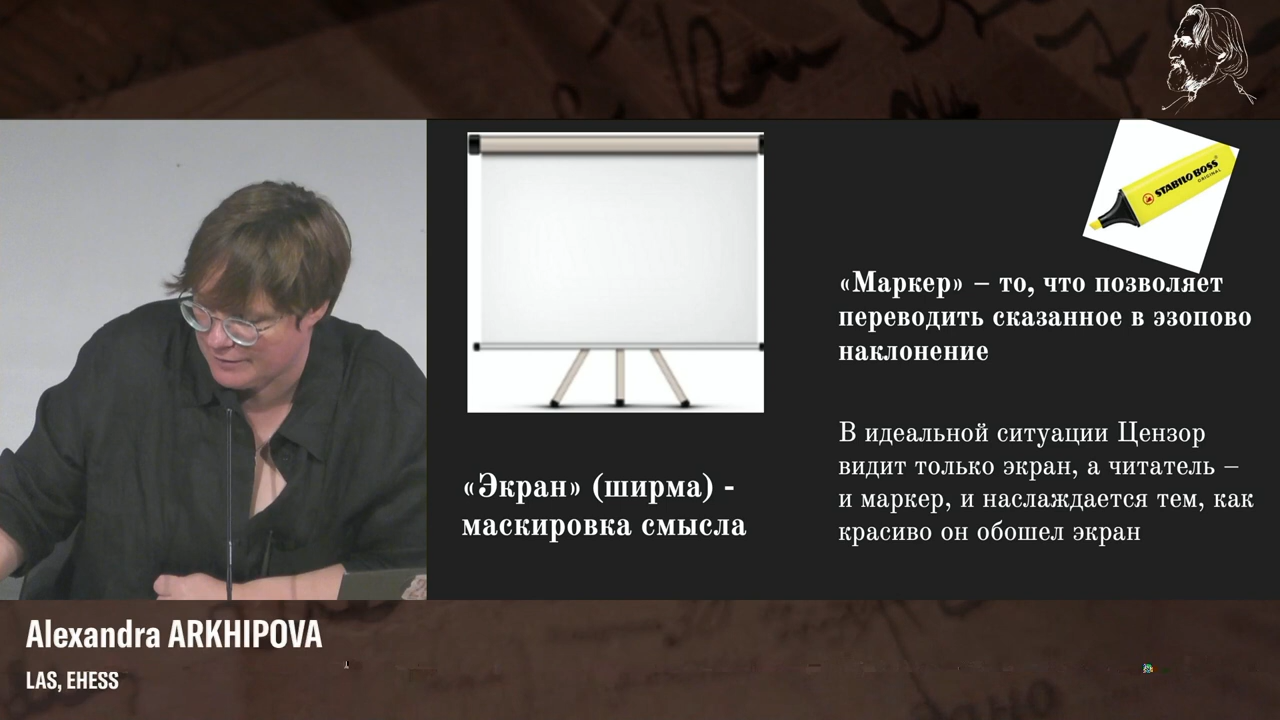 STABILO BOSS
ORIGINAL
«Маркер» – то, что позволяет
переводить сказанное в эзопово
наклонение
В идеальной ситуации Цензор
видит только экран, а читатель –
и маркер, и наслаждается тем, как
красиво он обошел экран
«Экран» (ширма) -
маскировка смысла
Alexandra ARKHIPOVA
LAS, EHESS